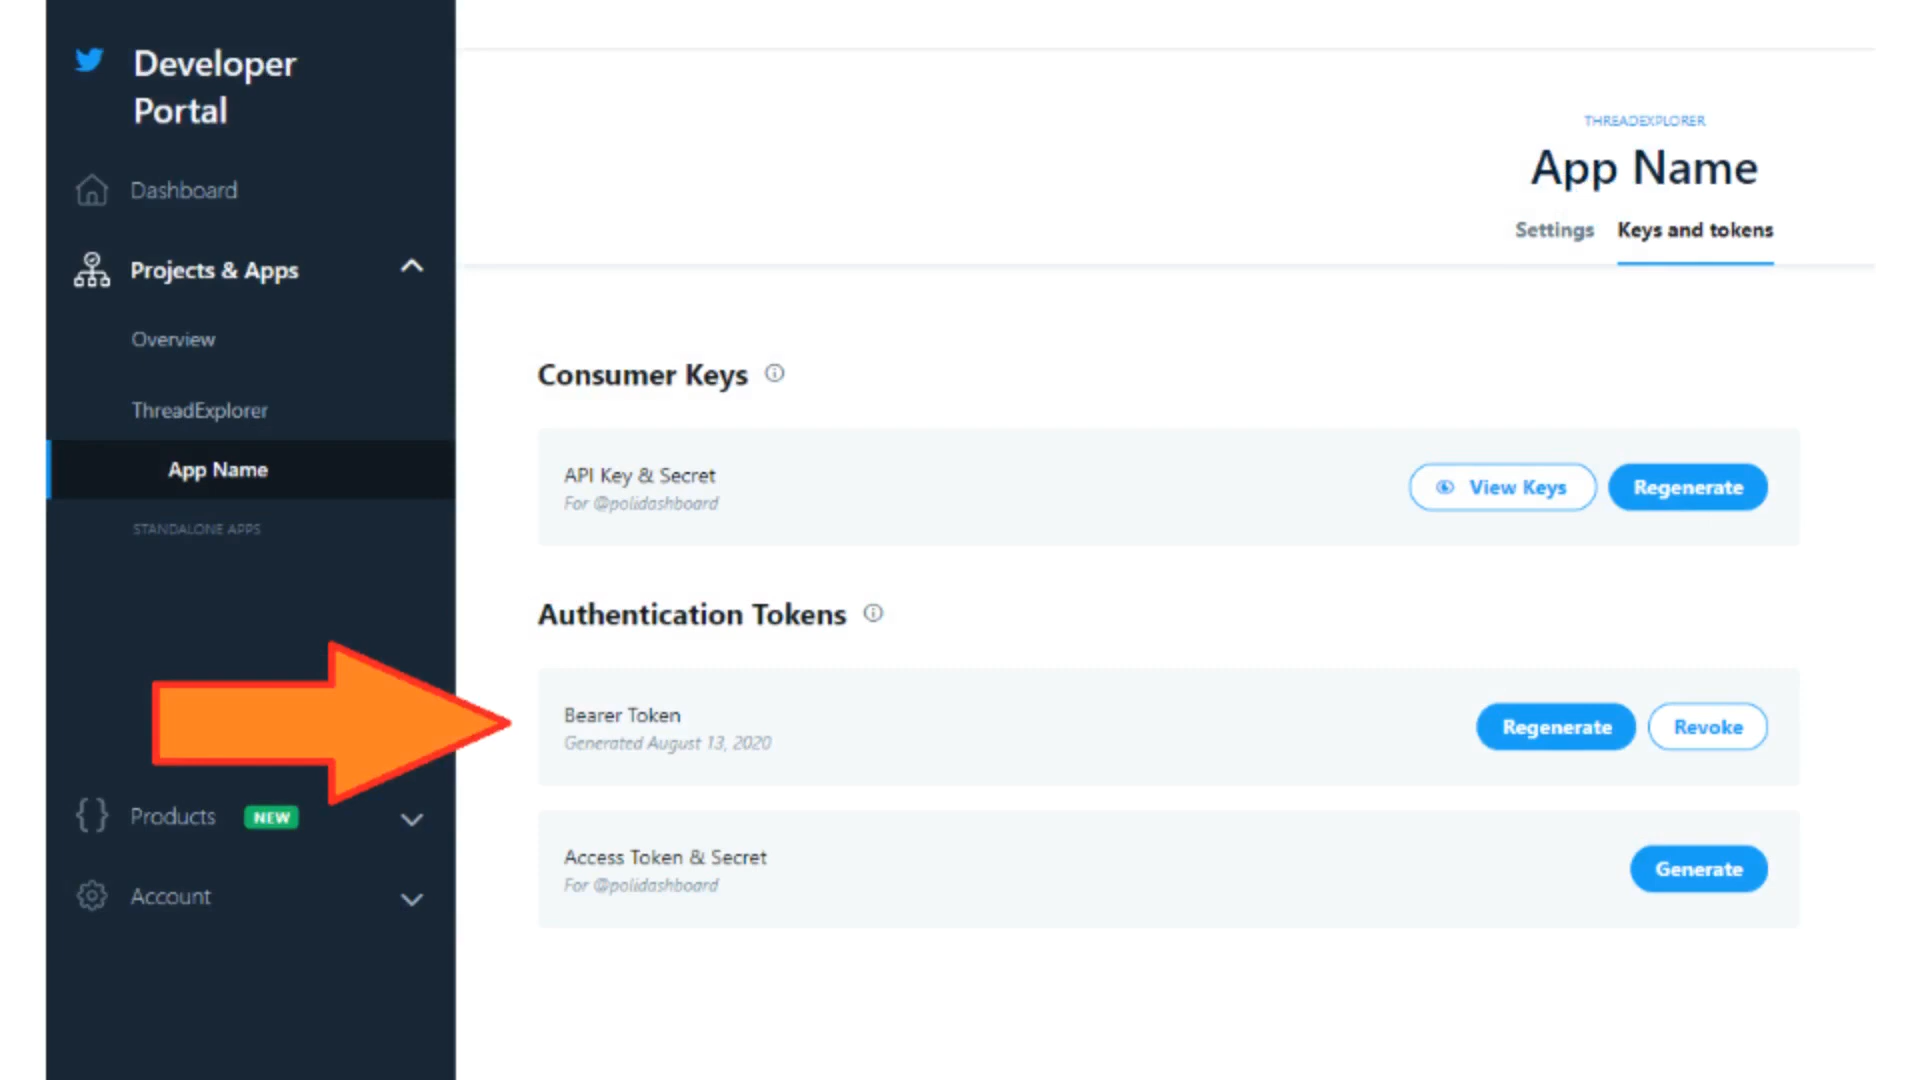 Developer
Portal
Dashboard
Projects & Apps
Overview
ThreadExplorer
App Name
STANDALONE APPS
Products NEW
Account
THREADEXPLORER
App Name
Settings Keys and tokens
Consumer Keys
API Key & Secret
For @polidashboard
View Keys Regenerate
Authentication Tokens
Bearer Token
Generated August 13, 2020
Regenerate Revoke
Access Token & Secret
For @polidashboard
Generate